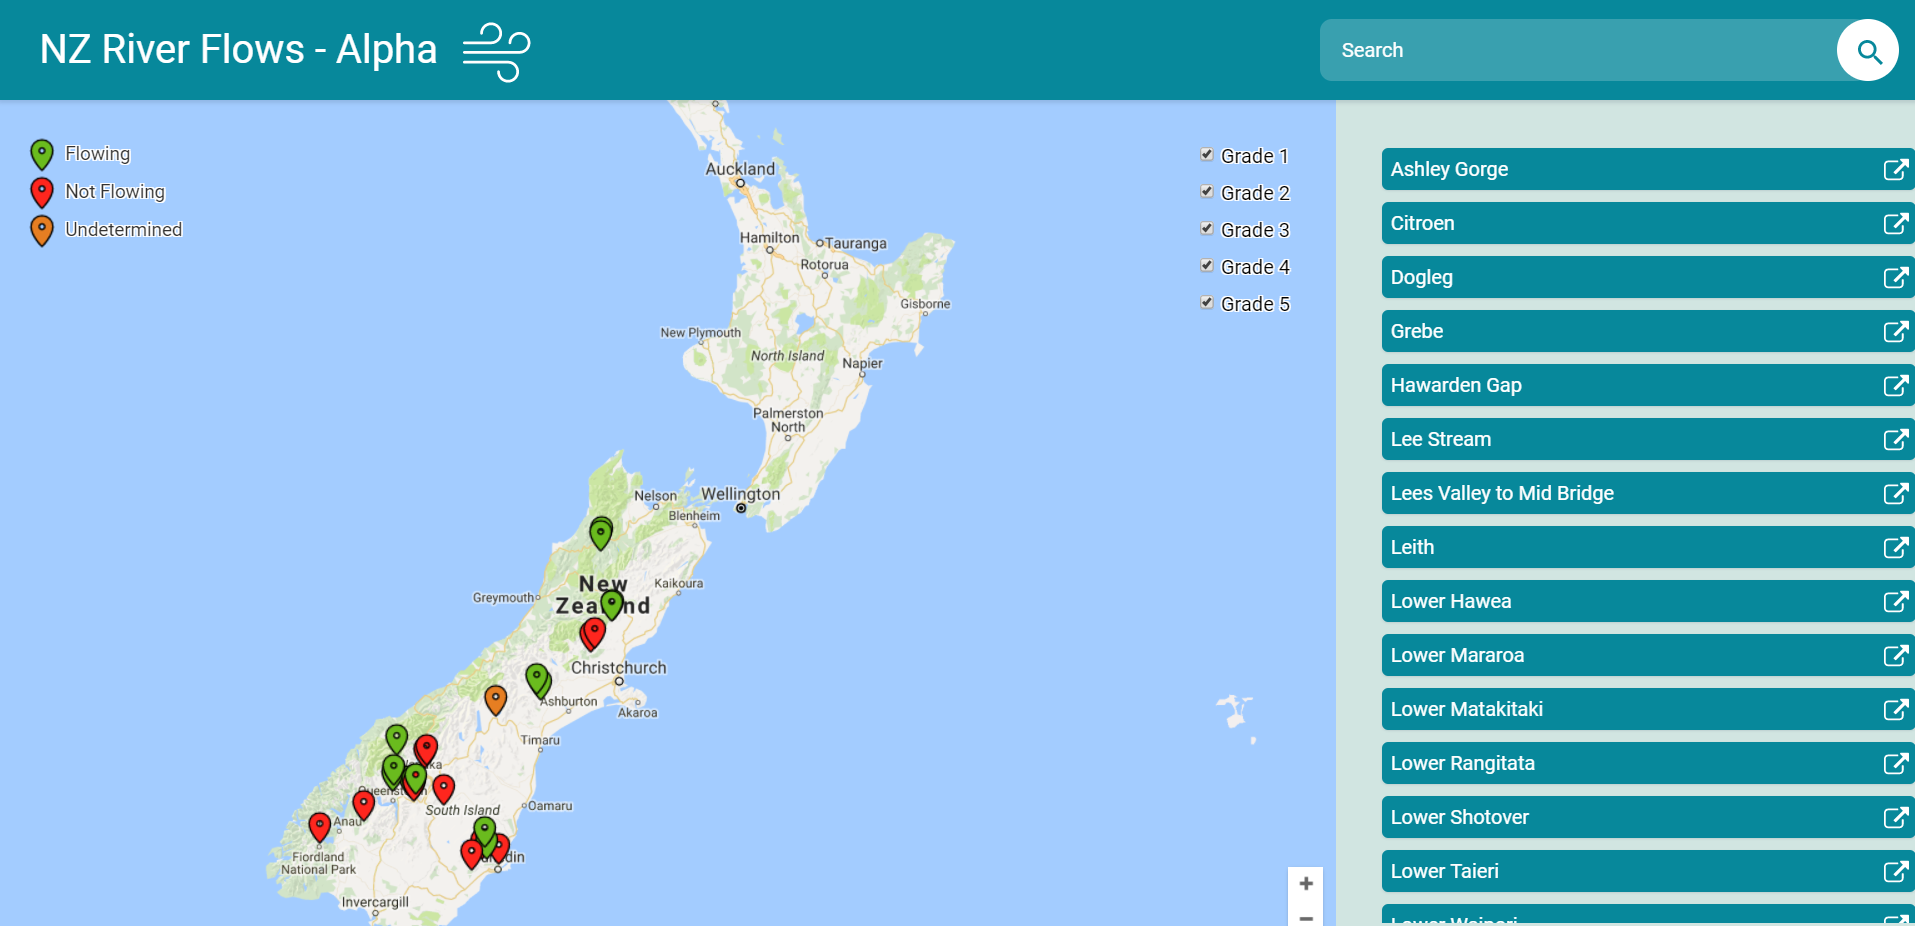 NZ River Flows - Alpha
Search
Flowing
Not Flowing
Undetermined
Grade 1
Grade 2
Grade 3
Grade 4
Grade 5
Auckland
Hamilton
Tauranga
Rotorua
Gisborne
New Plymouth
North Island
Napier
Palmerston
North
Nelson
Wellington
Blenheim
New
Zealand
Kaikoura
Greymouth
Christchurch
Ashburton
Akaroa
Timaru
South Island
Oamaru
Anau
Fiordland
National Park
Invercargill
Ashley Gorge
Citroen
Dogleg
Grebe
Hawarden Gap
Lee Stream
Lees Valley to Mid Bridge
Leith
Lower Hawea
Lower Mararoa
Lower Matakitaki
Lower Rangitata
Lower Shotover
Lower Taieri
Lower Waipori